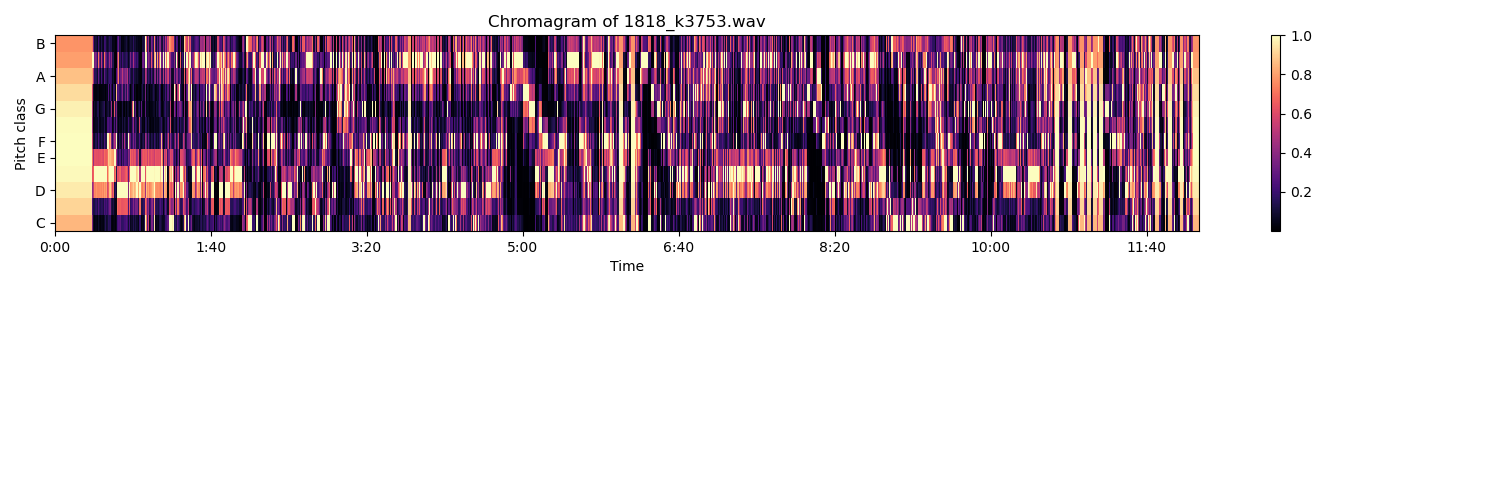 Chromagram of 1818_k3753.wav
Pitch class
B
A
G
F
E
D
C
0:00 1:40 3:20 5:00 6:40 8:20 10:00 11:40
Time
1.0
0.8
0.6
0.4
0.2